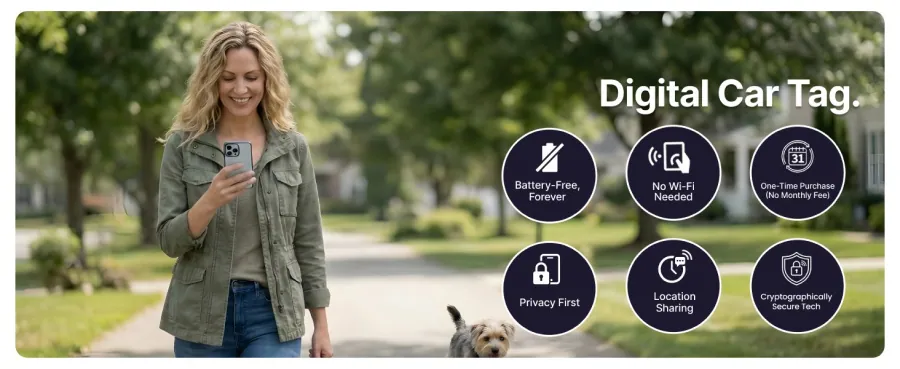 Digital Car Tag.
Battery-Free,
Forever
No Wi-Fi
Needed
31
One-Time Purchase
(No Monthly Fee)
Privacy First
Location
Sharing
Cryptographically
Secure Tech